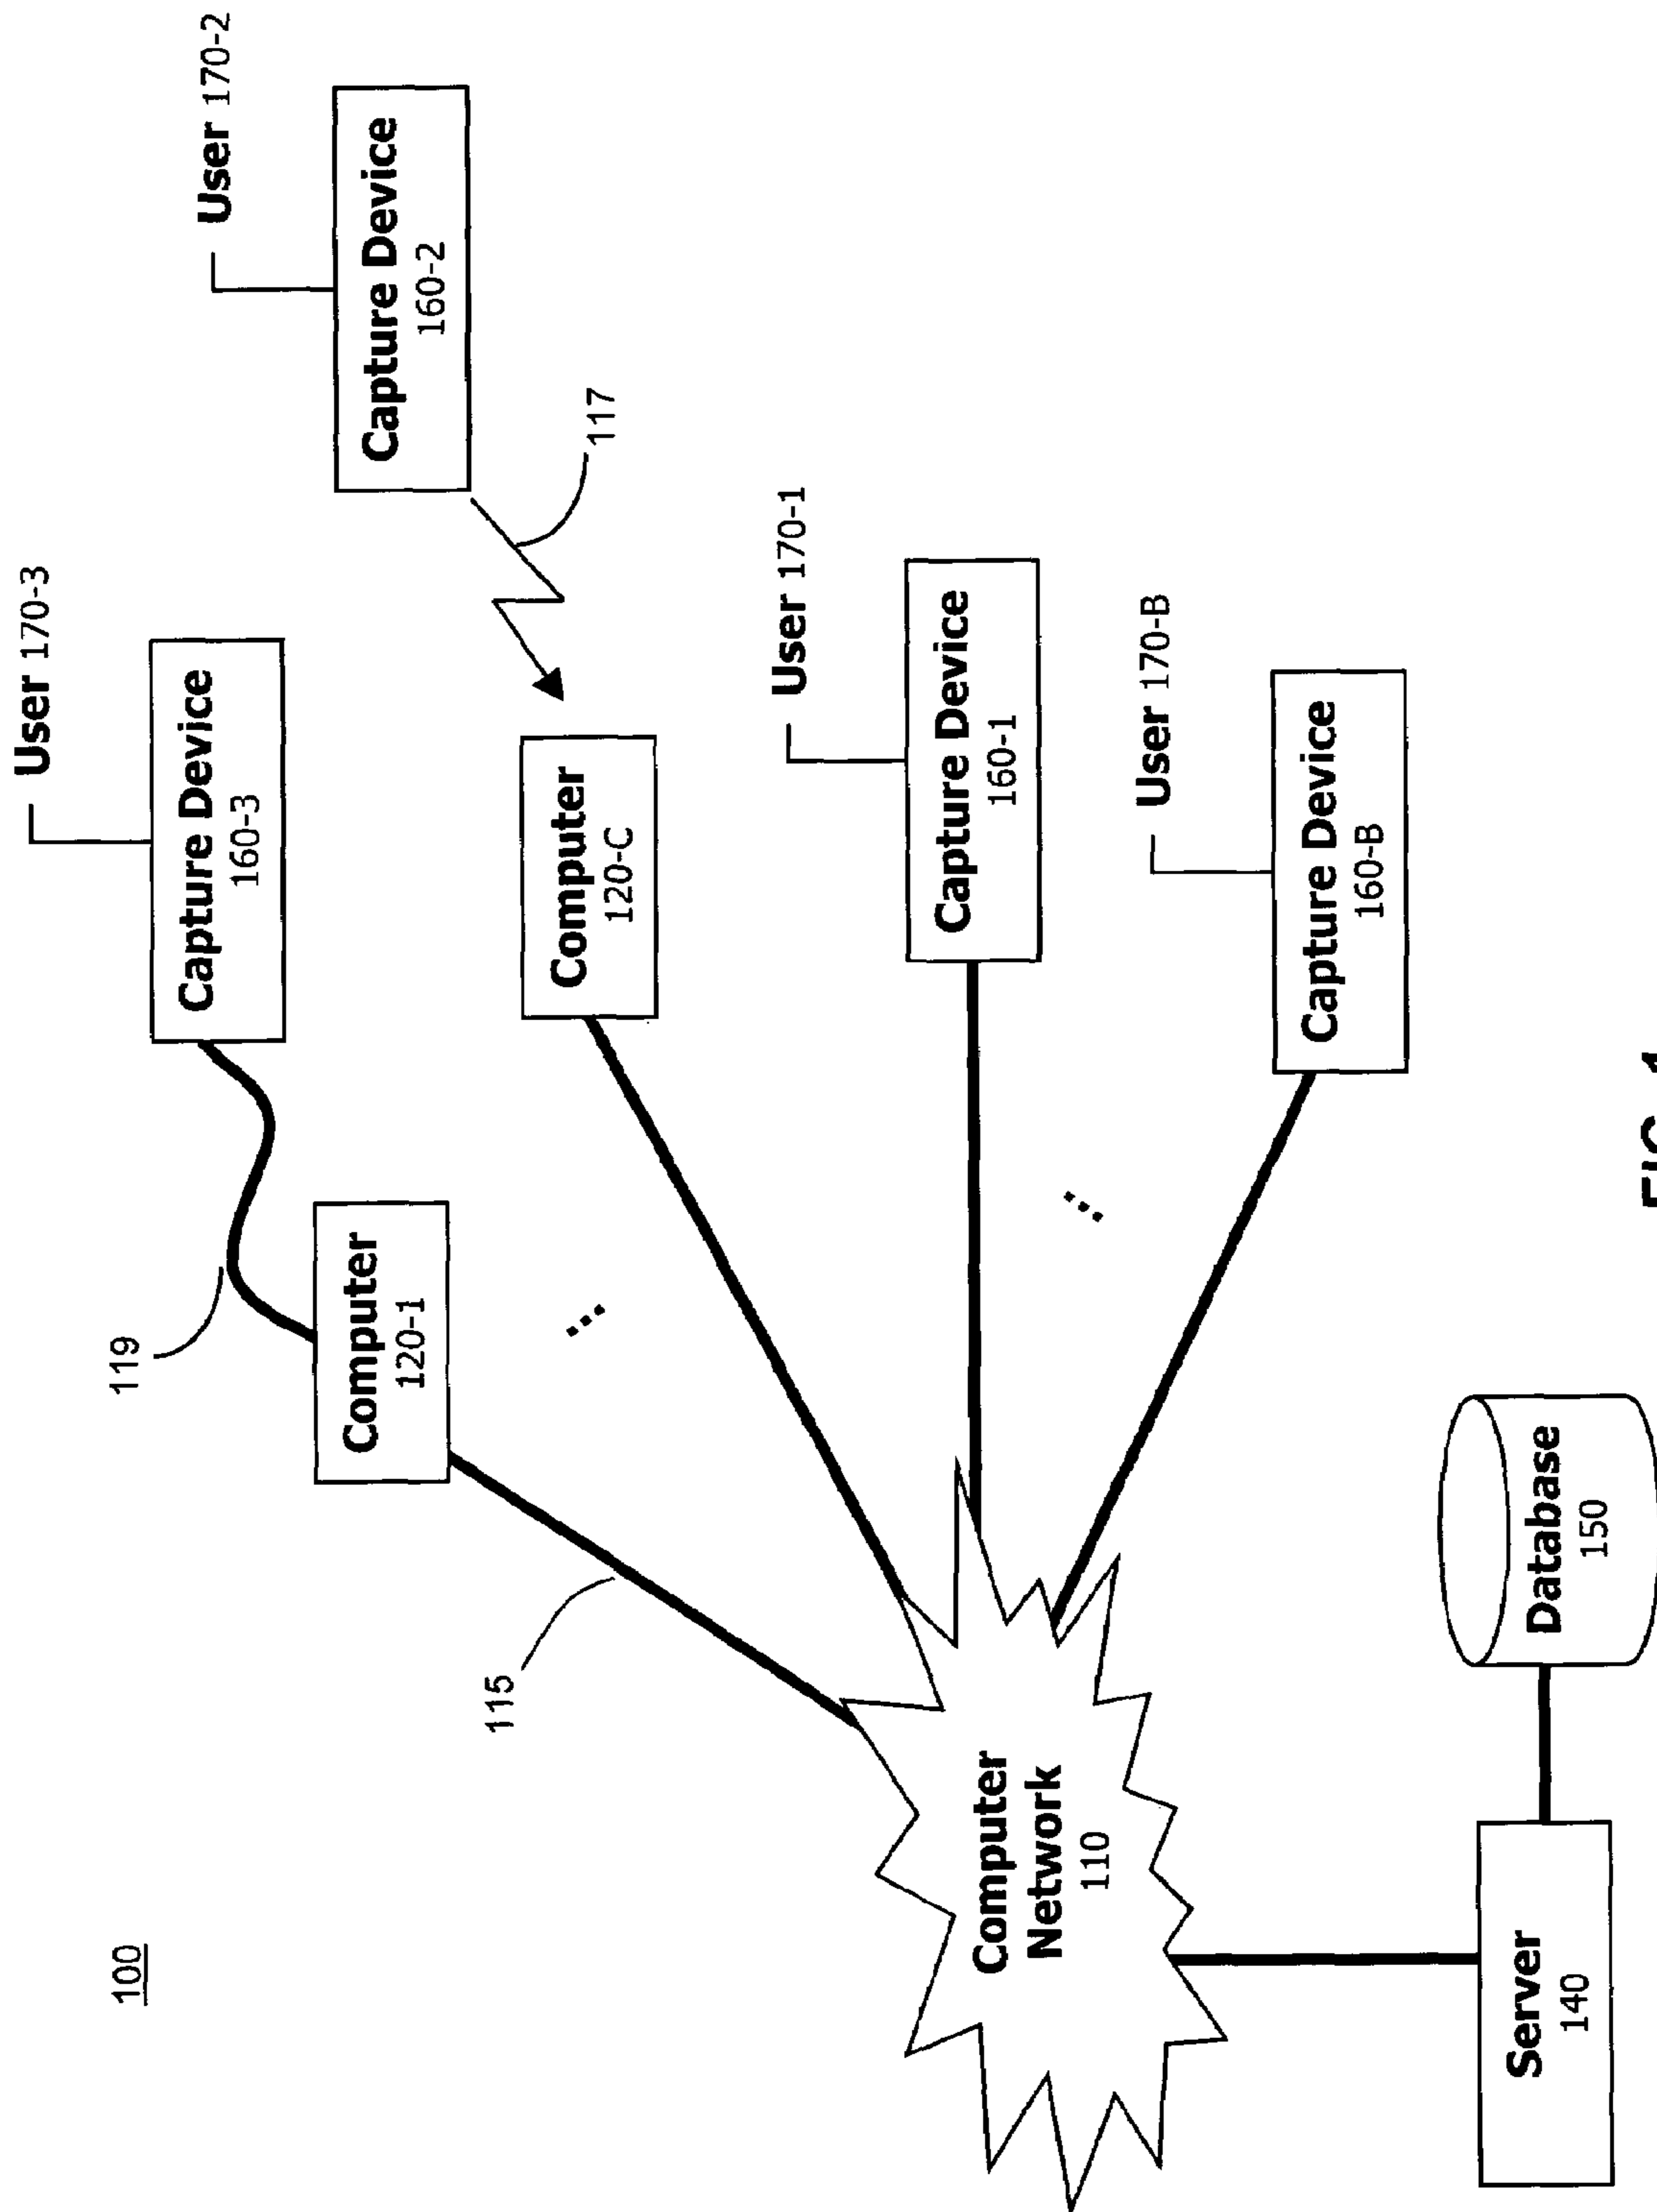 100
User 170-3
Capture Device
160-3
User 170-2
Capture Device
160-2
119
Computer
120-1
117
Computer
120-C
115
User 170-1
Capture Device
160-1
...
...
Computer
Network
110
User 170-B
Capture Device
160-B
Server
140
Database
150
FIG. 1